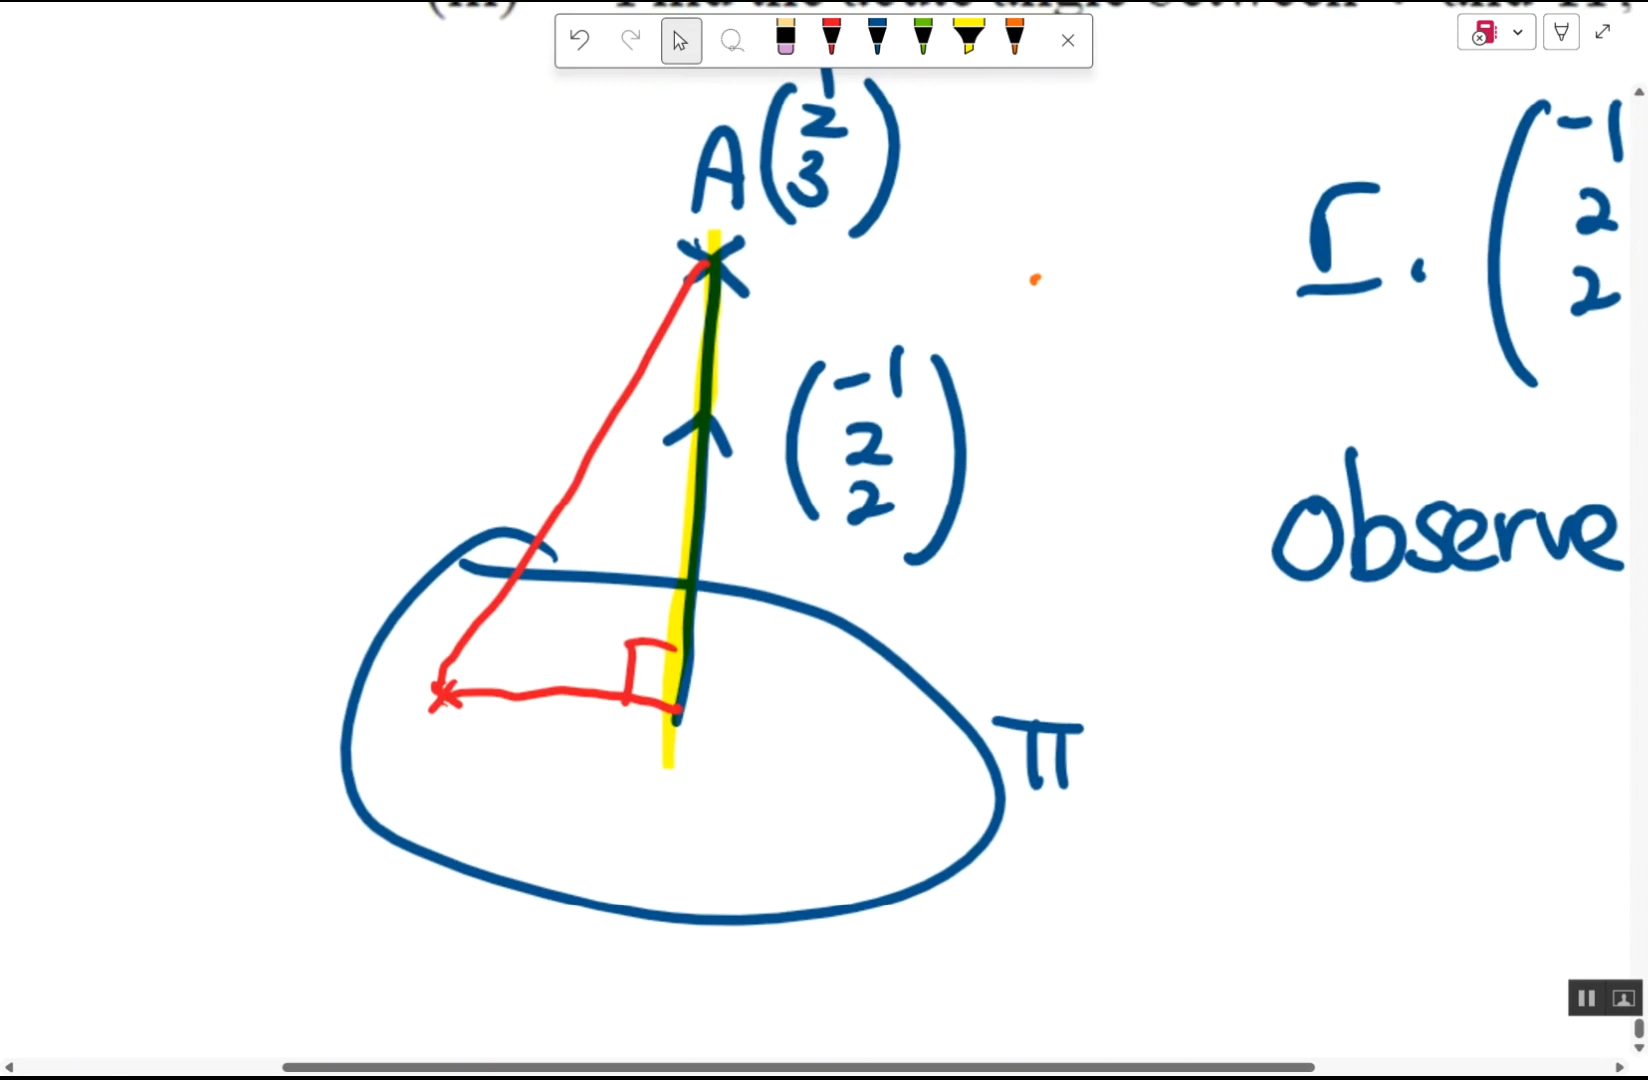 A (1
2
3)
r . (-1
2
2
(-1
2
2)
observe
π